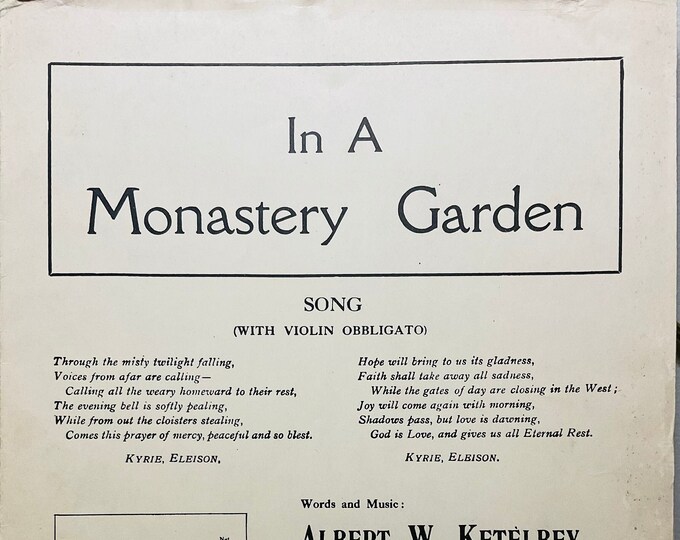 In A
Monastery Garden
SONG
(WITH VIOLIN OBBLIGATO)
Through the misty twilight falling,
Voices from afar are calling—
Calling all the weary homeward to their rest,
The evening bell is softly pealing,
While from out the cloisters stealing,
Comes this prayer of mercy, peaceful and so blest.
KYRIE, ELEISON,
Hope will bring to us its gladness,
Faith shall take away all sadness,
While the gates of day are closing in the West;
Joy will come again with morning,
Shadows pass, but love is dawning,
God is Love, and gives us all Eternal Rest.
KYRIE, ELEISON.
Words and Music:
ALBERT W. KETÈLBEY